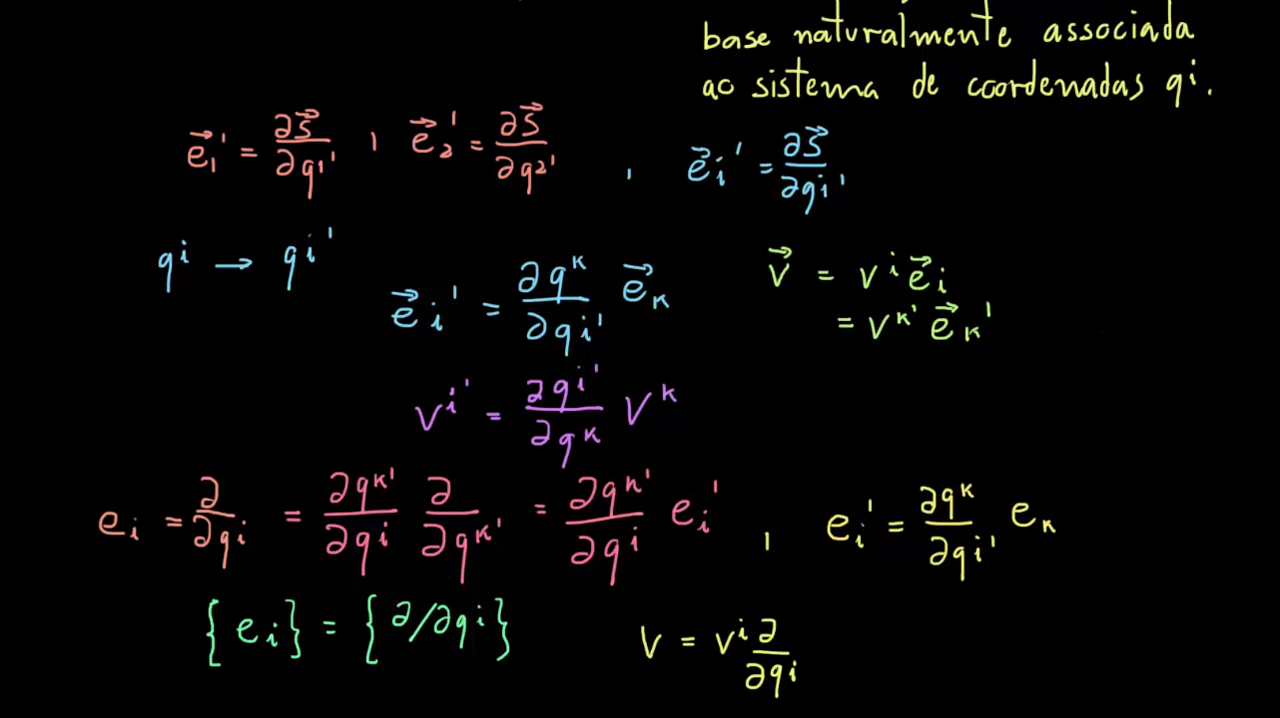 base naturalmente associada
ao sistema de coordenadas qⁱ.
e⃗₁' = ∂s⃗/∂q¹' , e⃗₂' = ∂s⃗/∂q²' , e⃗ᵢ' = ∂s⃗/∂qⁱ'
qⁱ → qⁱ'
v⃗ = vⁱ e⃗ᵢ
e⃗ᵢ' = ∂qᵏ/∂qⁱ' e⃗ₖ
= vᵏ' e⃗ₖ'
vⁱ' = ∂qⁱ'/∂qᵏ vᵏ
eᵢ = ∂/∂qⁱ = ∂qᵏ'/∂qⁱ ∂/∂qᵏ' = ∂qᵏ'/∂qⁱ eᵢ' , eᵢ' = ∂qᵏ/∂qⁱ' eₖ
{eᵢ} = {∂/∂qⁱ}
v = vⁱ ∂/∂qⁱ